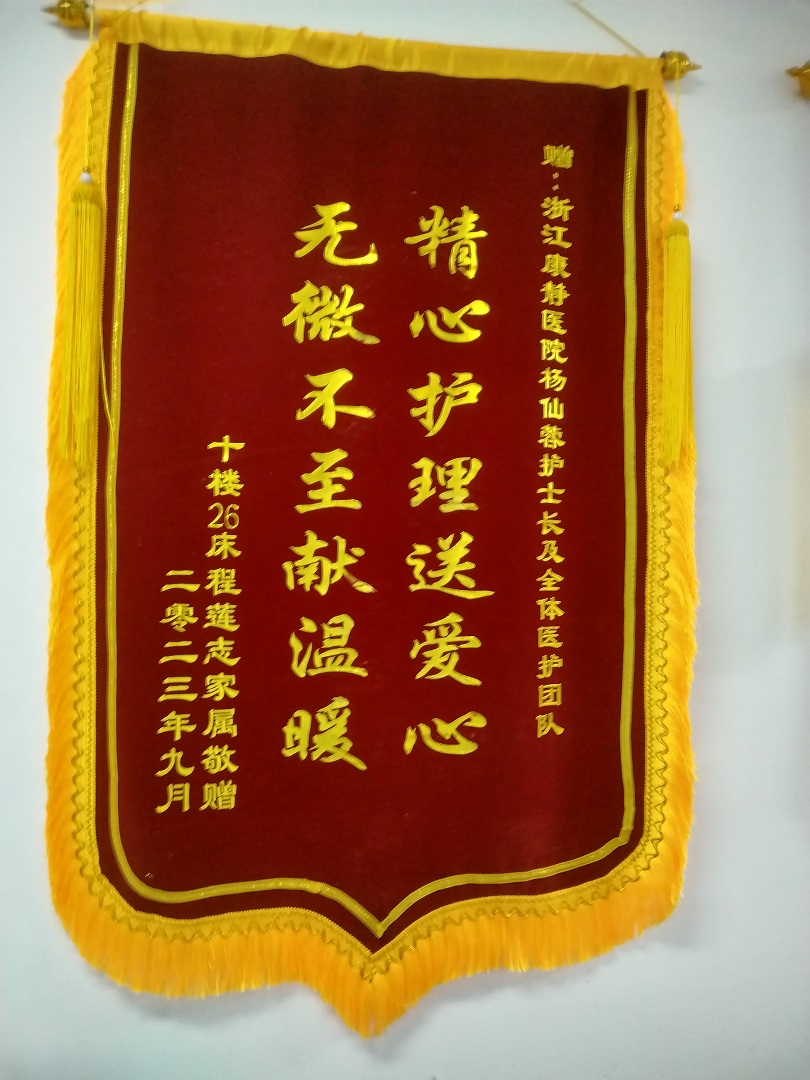 赠：浙江康静医院杨仙蓉护士长及全体医护团队
精心护理送爱心
无微不至献温暖
十楼26床程莲志家属敬赠
二零二三年九月